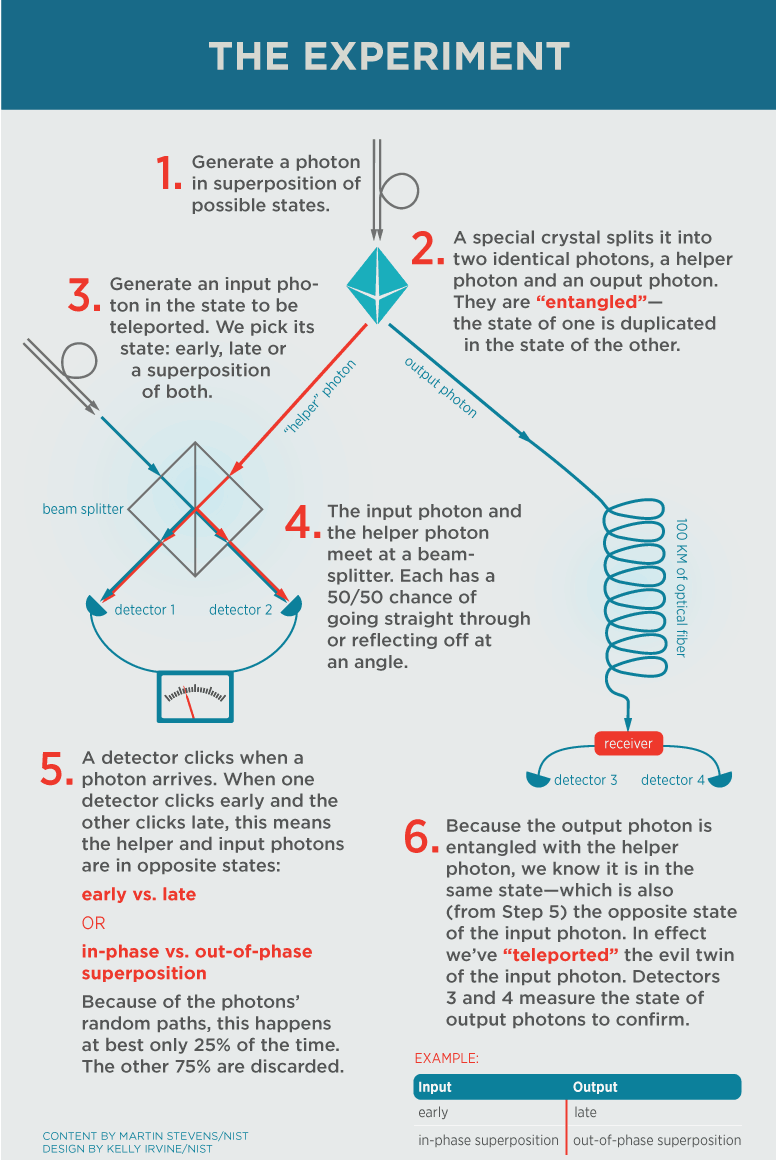 THE EXPERIMENT
1. Generate a photon
in superposition of
possible states.
2. A special crystal splits it into
two identical photons, a helper
photon and an ouput photon.
They are “entangled”—
the state of one is duplicated
in the state of the other.
3. Generate an input pho-
ton in the state to be
teleported. We pick its
state: early, late or
a superposition
of both.
“helper” photon
output photon
beam splitter
4. The input photon and
the helper photon
meet at a beam-
splitter. Each has a
50/50 chance of
going straight through
or reflecting off at
an angle.
100 KM of optical fiber
detector 1
detector 2
receiver
detector 3
detector 4
5. A detector clicks when a
photon arrives. When one
detector clicks early and the
other clicks late, this means
the helper and input photons
are in opposite states:
early vs. late
OR
in-phase vs. out-of-phase
superposition
Because of the photons’
random paths, this happens
at best only 25% of the time.
The other 75% are discarded.
6. Because the output photon is
entangled with the helper
photon, we know it is in the
same state—which is also
(from Step 5) the opposite state
of the input photon. In effect
we’ve “teleported” the evil twin
of the input photon. Detectors
3 and 4 measure the state of
output photons to confirm.
EXAMPLE:
Input Output
early late
in-phase superposition out-of-phase superposition
CONTENT BY MARTIN STEVENS/NIST
DESIGN BY KELLY IRVINE/NIST